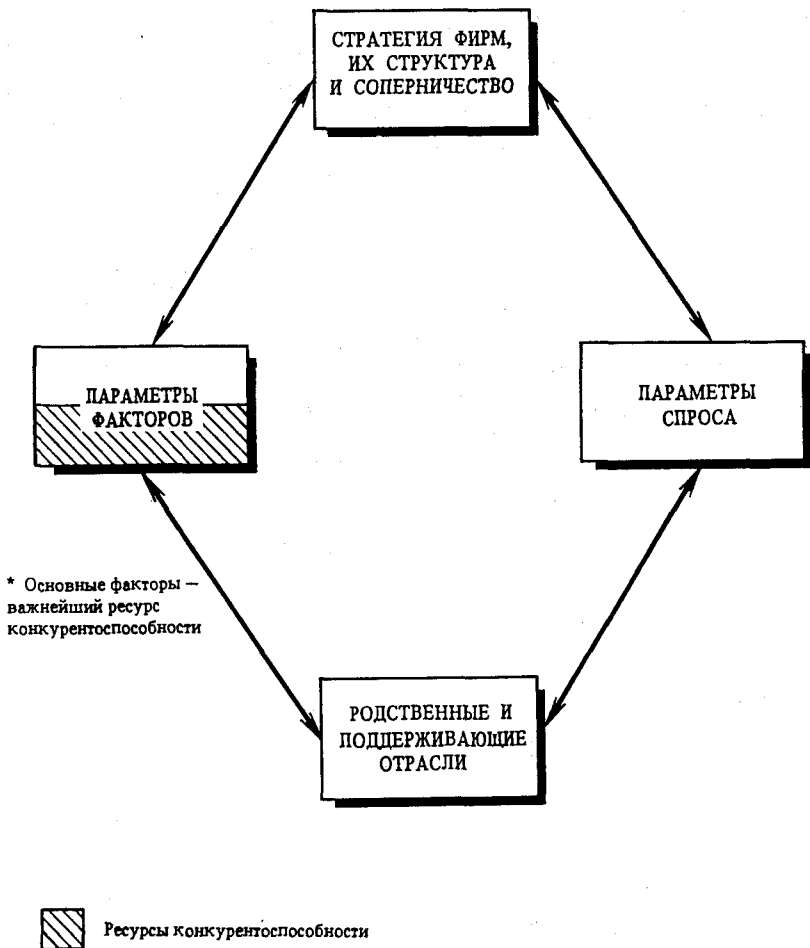 СТРАТЕГИЯ ФИРМ,
ИХ СТРУКТУРА
И СОПЕРНИЧЕСТВО
ПАРАМЕТРЫ
ФАКТОРОВ
ПАРАМЕТРЫ
СПРОСА
* Основные факторы —
важнейший ресурс
конкурентоспособности
РОДСТВЕННЫЕ И
ПОДДЕРЖИВАЮЩИЕ
ОТРАСЛИ
Ресурсы конкурентоспособности